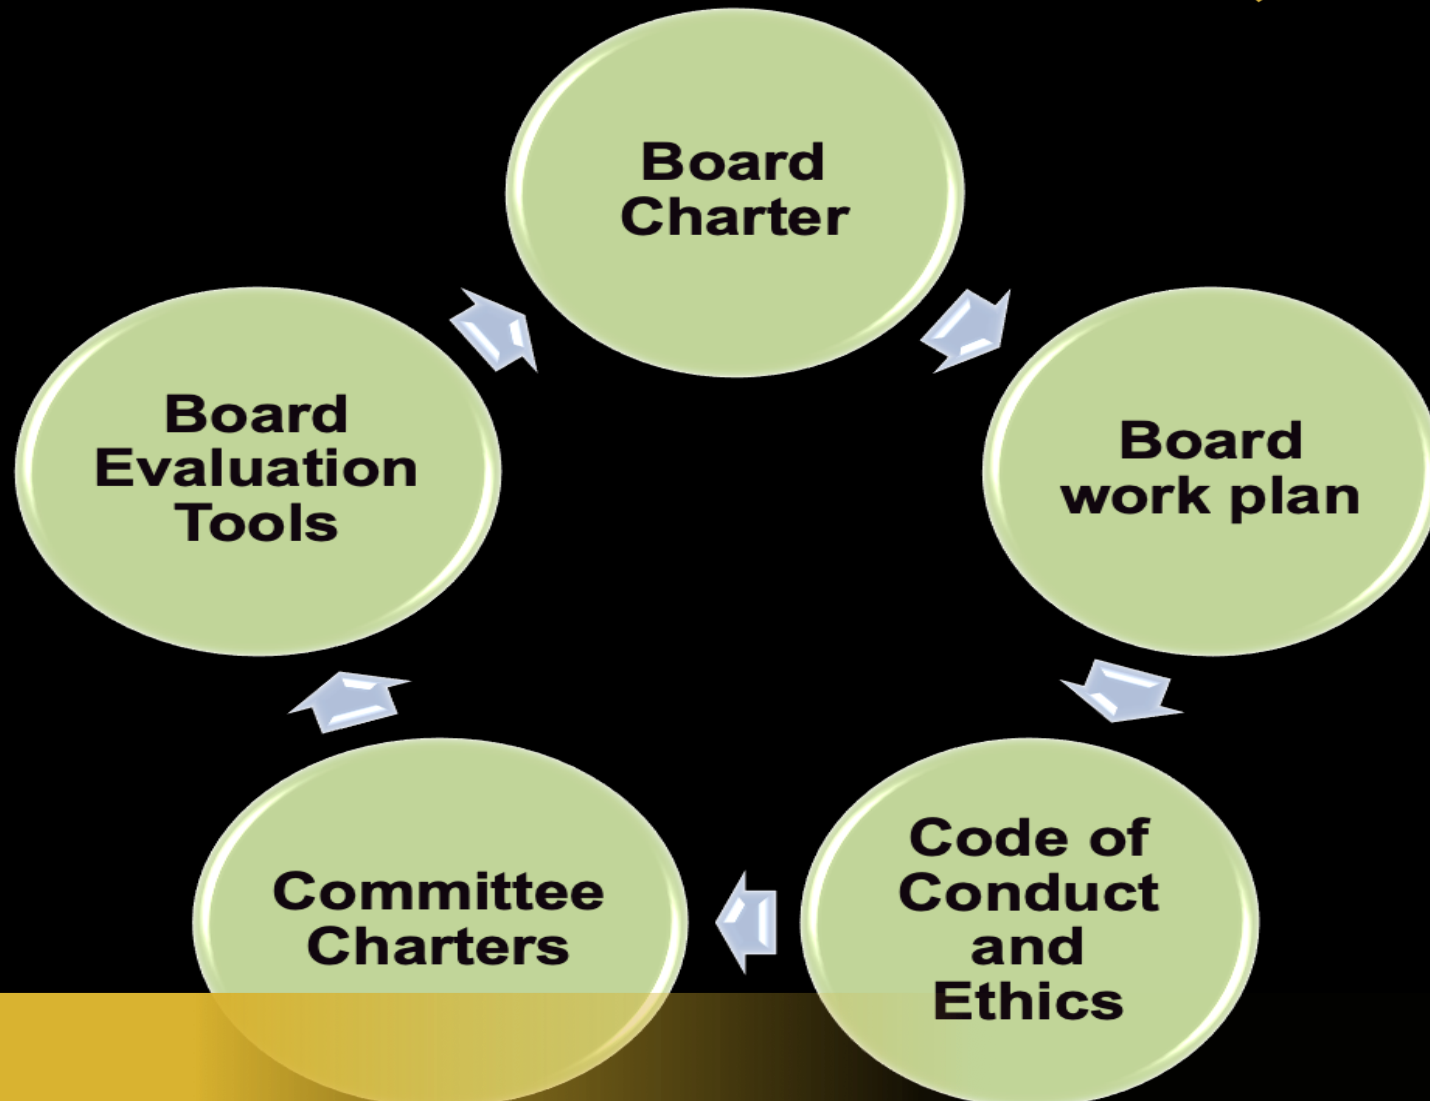 Board
Charter
Board
work plan
Code of
Conduct
and
Ethics
Committee
Charters
Board
Evaluation
Tools